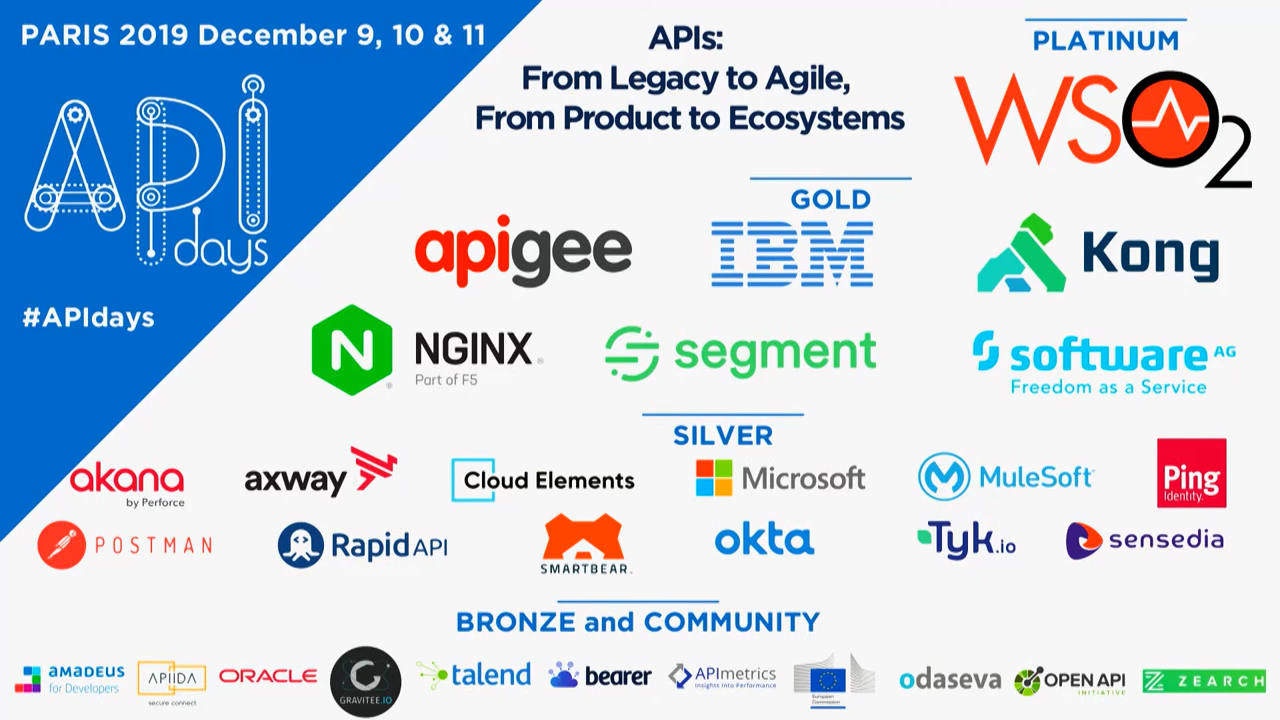 PARIS 2019 December 9, 10 & 11
API
days
#APIdays
APIs:
From Legacy to Agile,
From Product to Ecosystems
PLATINUM
WSO2
GOLD
apigee
IBM
Kong
NGINX
Part of F5
segment
software AG
Freedom as a Service
SILVER
akana
by Perforce
axway
Cloud Elements
Microsoft
MuleSoft
Ping
Identity.
POSTMAN
Rapid API
SMARTBEAR
okta
Tyk.io
sensedia
BRONZE and COMMUNITY
amadeus
for Developers
APIIDA
secure connect
ORACLE
G
GRAVITEE.IO
talend
bearer
APImetrics
Insights Into Performance
European
Commission
odaseva
OPEN API
INITIATIVE
ZEARCH